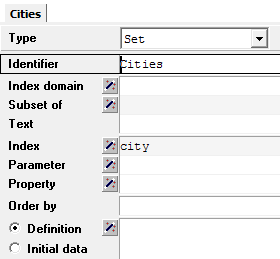 Cities
Type Set
Identifier Cities
Index domain
Subset of
Text
Index city
Parameter
Property
Order by
Definition
Initial data